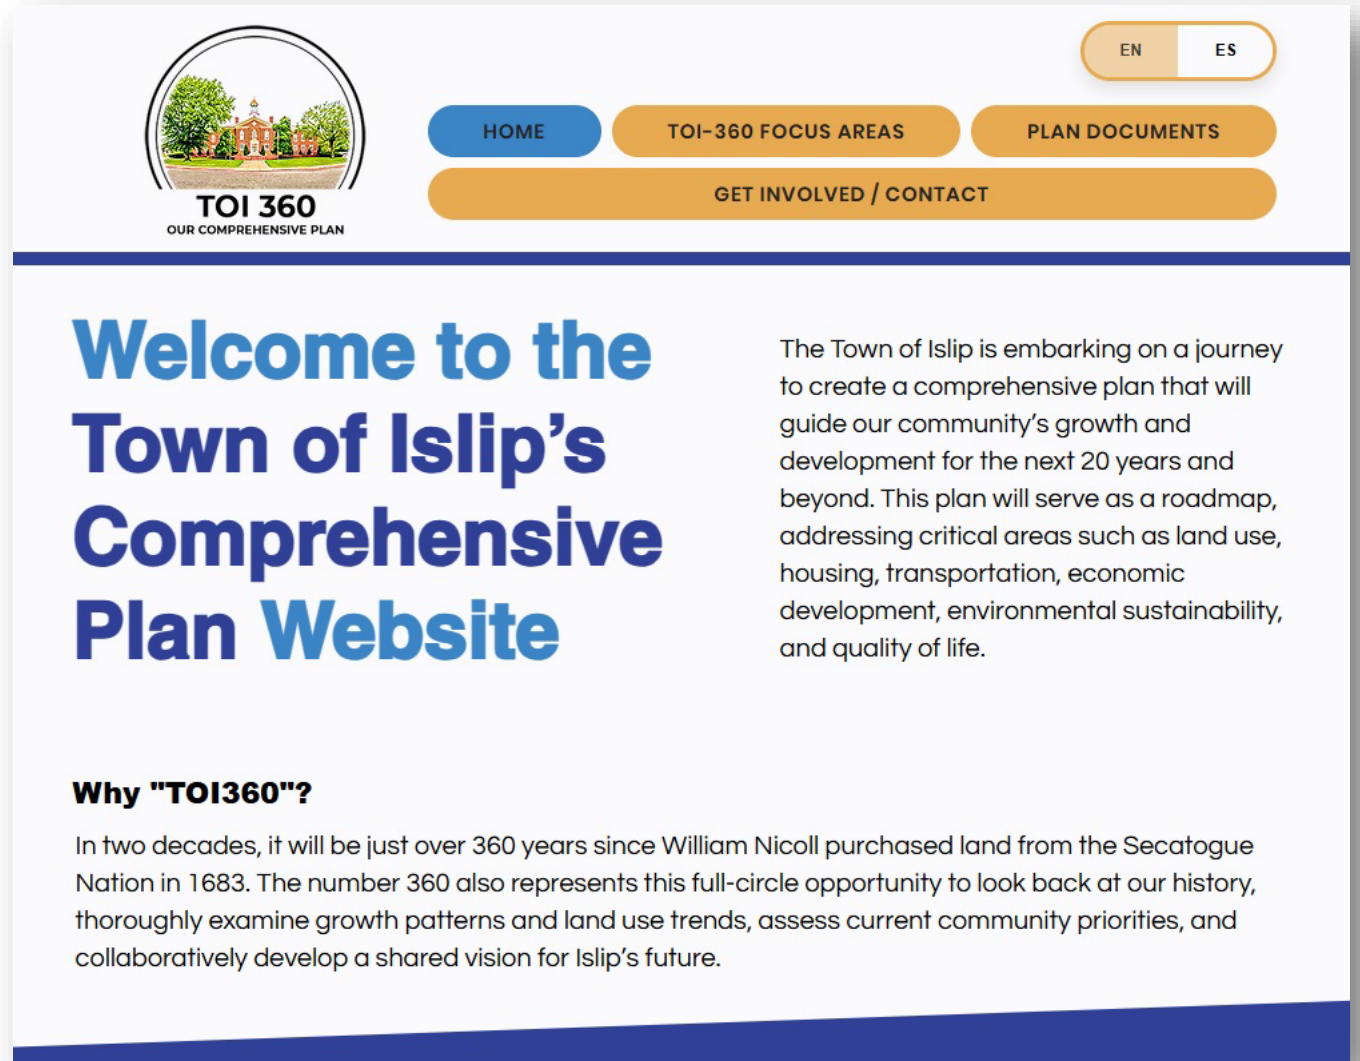 EN ES
HOME
TOI-360 FOCUS AREAS
PLAN DOCUMENTS
GET INVOLVED / CONTACT
TOI 360
OUR COMPREHENSIVE PLAN
Welcome to the
Town of Islip’s
Comprehensive
Plan Website
The Town of Islip is embarking on a journey
to create a comprehensive plan that will
guide our community’s growth and
development for the next 20 years and
beyond. This plan will serve as a roadmap,
addressing critical areas such as land use,
housing, transportation, economic
development, environmental sustainability,
and quality of life.
Why "TOI360"?
In two decades, it will be just over 360 years since William Nicoll purchased land from the Secatogue
Nation in 1683. The number 360 also represents this full-circle opportunity to look back at our history,
thoroughly examine growth patterns and land use trends, assess current community priorities, and
collaboratively develop a shared vision for Islip’s future.